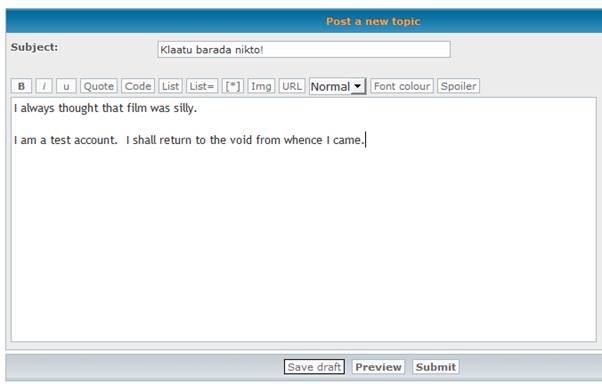 Post a new topic
Subject: Klaatu barada nikto!
B i u Quote Code List List= [*] Img URL Normal Font colour Spoiler
I always thought that film was silly.
I am a test account.  I shall return to the void from whence I came.
Save draft Preview Submit